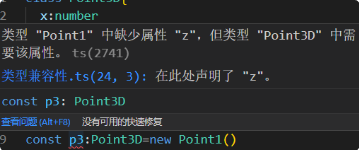 class Point3D{
2 x:number
类型 "Point1" 中缺少属性 "z"，但类型 "Point3D" 中需
要该属性。 ts(2741)
类型兼容性.ts(24, 3): 在此处声明了 "z"。
const p3: Point3D
查看问题 (Alt+F8) 没有可用的快速修复
9 const p3:Point3D=new Point1()